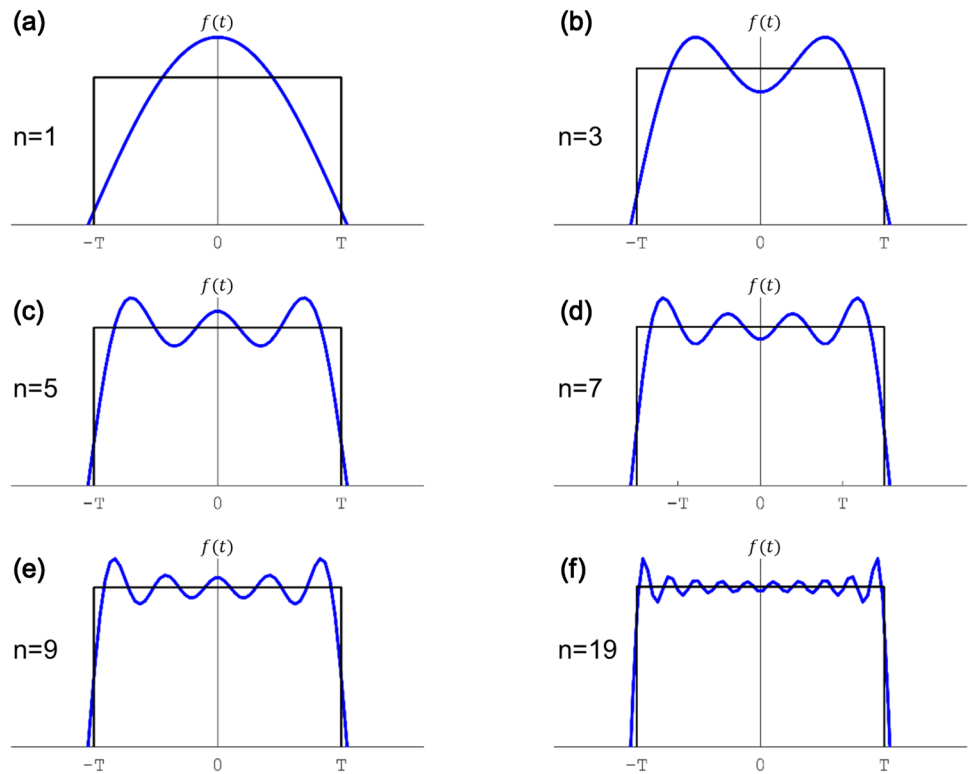 (a)
f(t)
n=1
-T 0 T
(b)
f(t)
n=3
-T 0 T
(c)
f(t)
n=5
-T 0 T
(d)
f(t)
n=7
-T 0 T
(e)
f(t)
n=9
-T 0 T
(f)
f(t)
n=19
-T 0 T